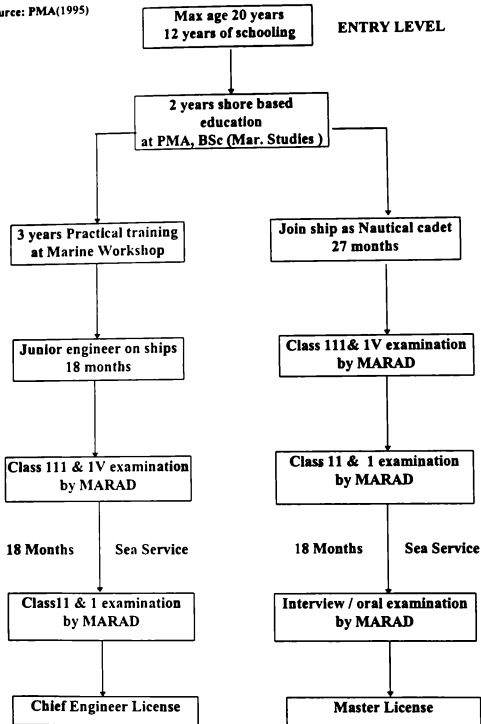 urce: PMA(1995)
Max age 20 years
12 years of schooling
ENTRY LEVEL
2 years shore based
education
at PMA, BSc (Mar. Studies )
3 years Practical training
at Marine Workshop
Join ship as Nautical cadet
27 months
Junior engineer on ships
18 months
Class 111& 1V examination
by MARAD
Class 111 & 1V examination
by MARAD
Class 11 & 1 examination
by MARAD
18 Months Sea Service
18 Months Sea Service
Class11 & 1 examination
by MARAD
Interview / oral examination
by MARAD
Chief Engineer License
Master License